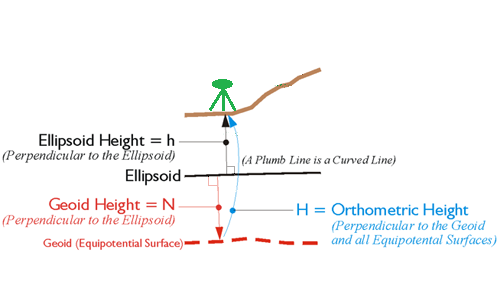 Ellipsoid Height = h
(Perpendicular to the Ellipsoid)
(A Plumb Line is a Curved Line)
Ellipsoid
Geoid Height = N
(Perpendicular to the Ellipsoid)
H = Orthometric Height
(Perpendicular to the Geoid
and all Equipotental Surfaces)
Geoid (Equipotential Surface)